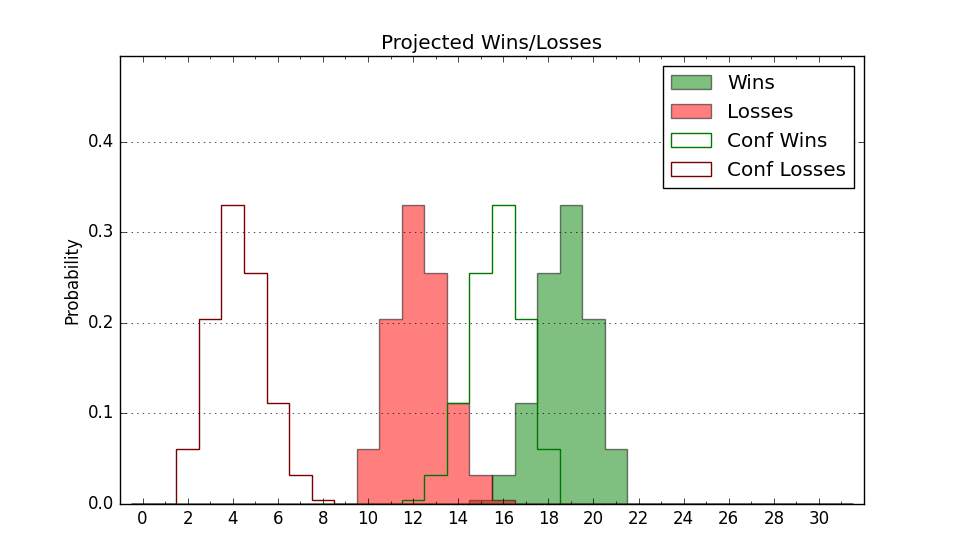 Projected Wins/Losses
Wins
Losses
Conf Wins
Conf Losses
Probability
0.4
0.3
0.2
0.1
0.0
0 2 4 6 8 10 12 14 16 18 20 22 24 26 28 30